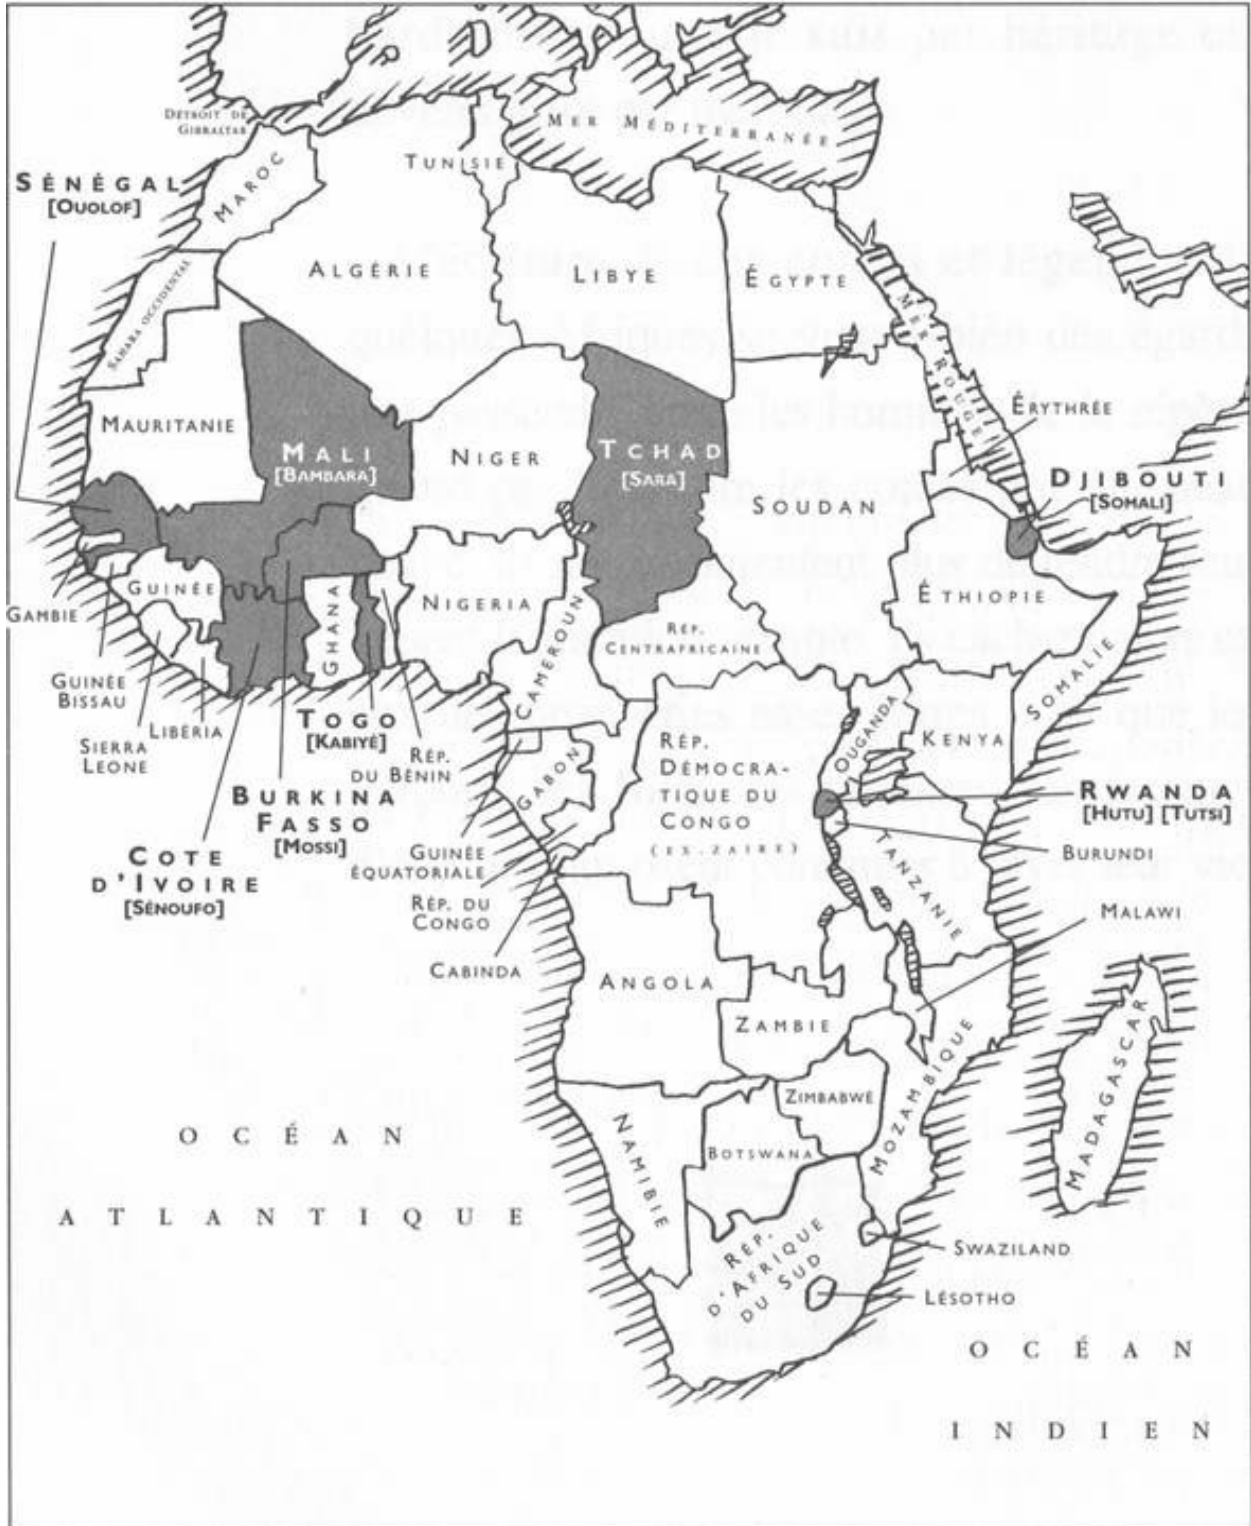 DÉTROIT DE
GIBRALTAR
MER MÉDITERRANÉE
TUNISIE
MAROC
SÉNÉGAL
[OUOLOF]
ALGÉRIE
LIBYE
ÉGYPTE
SAHARA OCCIDENTAL
MER ROUGE
MAURITANIE
MALI
[BAMBARA]
NIGER
TCHAD
[SARA]
SOUDAN
ÉRYTHRÉE
DJIBOUTI
[SOMALI]
GUINÉE
GAMBIE
GHANA
NIGERIA
CAMEROUN
RÉP.
CENTRAFRICAINE
ÉTHIOPIE
SOMALIE
GUINÉE
BISSAU
SIERRA
LEONE
LIBÉRIA
TOGO
[KABIYÉ]
RÉP.
DU BÉNIN
BURKINA
FASSO
[MOSSI]
COTE
D'IVOIRE
[SÉNOUFO]
GABON
RÉP.
DÉMOCRA-
TIQUE DU
CONGO
(EX-ZAIRE)
OUGANDA
KENYA
RWANDA
[HUTU] [TUTSI]
BURUNDI
TANZANIE
GUINÉE
ÉQUATORIALE
RÉP. DU
CONGO
CABINDA
MALAWI
ANGOLA
ZAMBIE
MOZAMBIQUE
MADAGASCAR
ZIMBABWÉ
NAMIBIE
BOTSWANA
OCÉAN
ATLANTIQUE
RÉP.
D'AFRIQUE
DU SUD
SWAZILAND
LÉSOTHO
OCÉAN
INDIEN